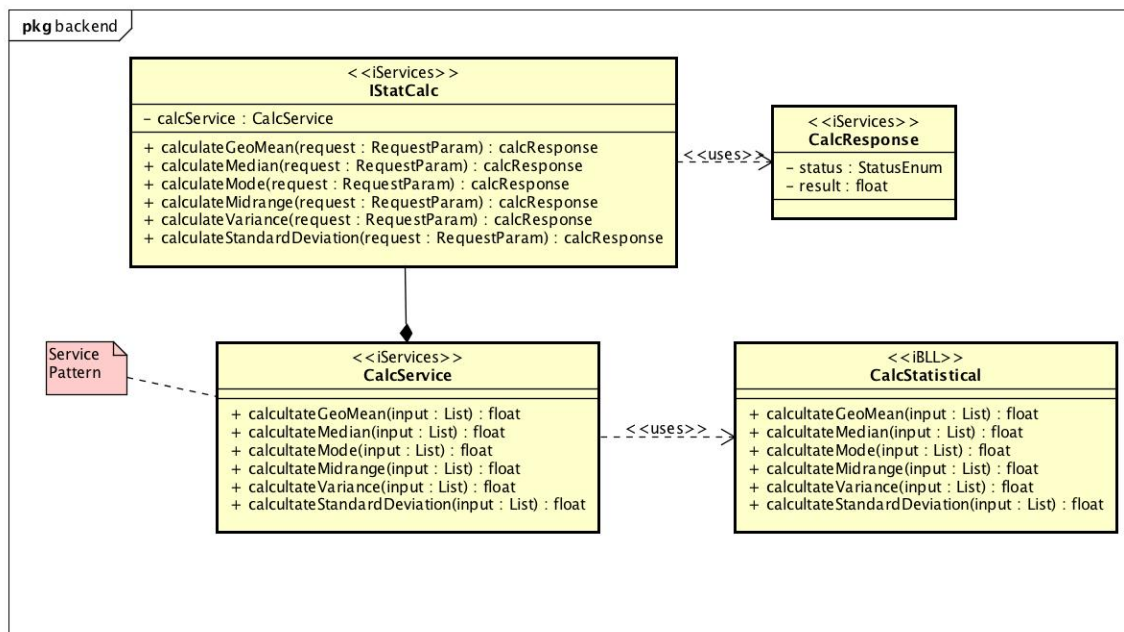 pkg backend
<<iServices>>
IStatCalc
– calcService : CalcService
+ calculateGeoMean(request : RequestParam) : calcResponse
+ calculateMedian(request : RequestParam) : calcResponse
+ calculateMode(request : RequestParam) : calcResponse
+ calculateMidrange(request : RequestParam) : calcResponse
+ calculateVariance(request : RequestParam) : calcResponse
+ calculateStandardDeviation(request : RequestParam) : calcResponse
<<uses>>
<<iServices>>
CalcResponse
– status : StatusEnum
– result : float
Service
Pattern
<<iServices>>
CalcService
+ calcultateGeoMean(input : List) : float
+ calcultateMedian(input : List) : float
+ calcultateMode(input : List) : float
+ calcultateMidrange(input : List) : float
+ calcultateVariance(input : List) : float
+ calcultateStandardDeviation(input : List) : float
<<uses>>
<<iBLL>>
CalcStatistical
+ calcultateGeoMean(input : List) : float
+ calcultateMedian(input : List) : float
+ calcultateMode(input : List) : float
+ calcultateMidrange(input : List) : float
+ calcultateVariance(input : List) : float
+ calcultateStandardDeviation(input : List) : float